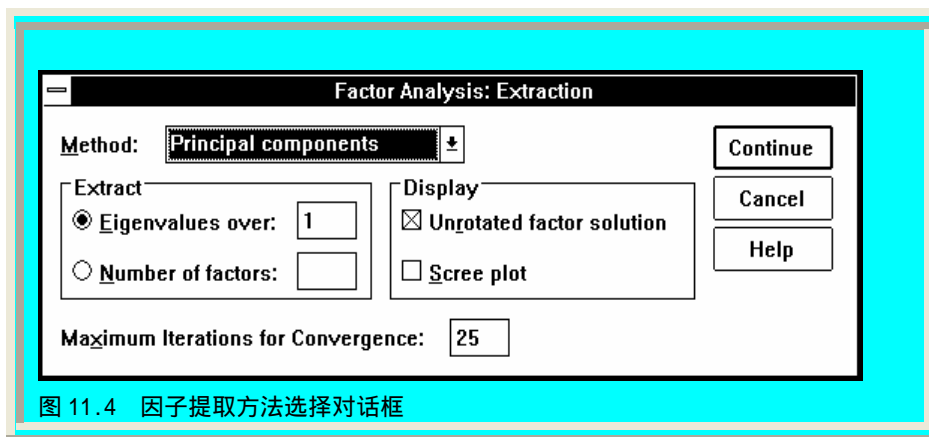 Factor Analysis: Extraction
Method: Principal components
Continue
Extract
Eigenvalues over: 1
Number of factors:
Display
Unrotated factor solution
Scree plot
Cancel
Help
Maximum Iterations for Convergence: 25
图 11.4 因子提取方法选择对话框